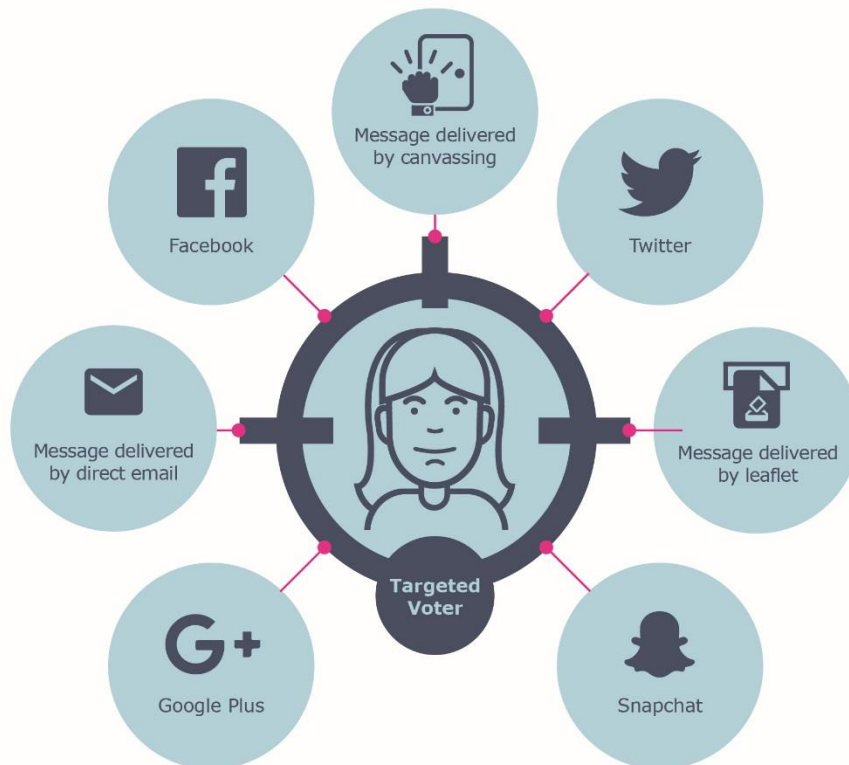 Message delivered
by canvassing
Facebook
Twitter
Message delivered
by direct email
Message delivered
by leaflet
Targeted
Voter
G+
Google Plus
Snapchat